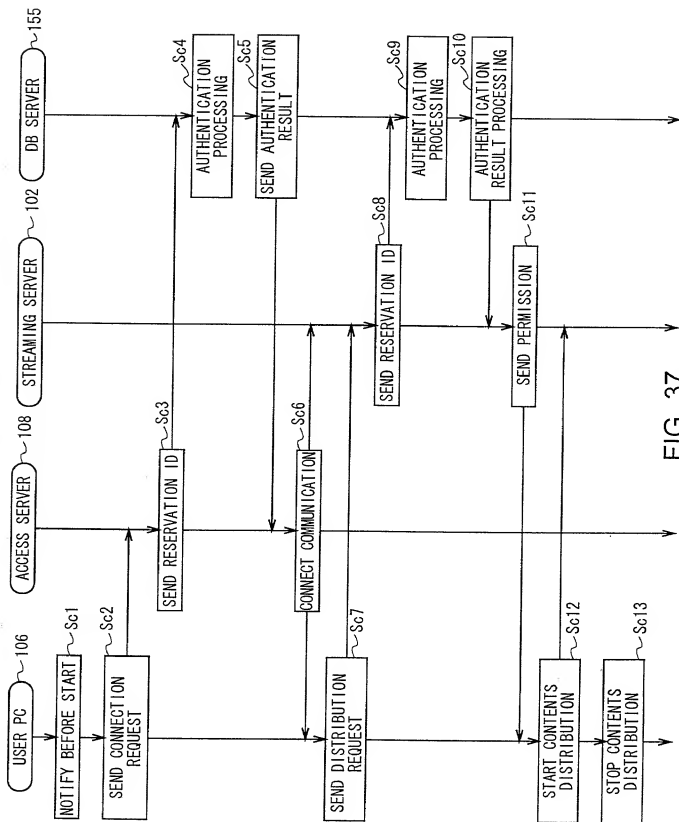 USER PC
106
ACCESS SERVER
108
STREAMING SERVER
102
DB SERVER
155
NOTIFY BEFORE START
Sc1
SEND CONNECTION
REQUEST
Sc2
SEND RESERVATION ID
Sc3
AUTHENTICATION
PROCESSING
Sc4
SEND AUTHENTICATION
RESULT
Sc5
CONNECT COMMUNICATION
Sc6
SEND DISTRIBUTION
REQUEST
Sc7
SEND RESERVATION ID
Sc8
AUTHENTICATION
PROCESSING
Sc9
AUTHENTICATION
RESULT PROCESSING
Sc10
SEND PERMISSION
Sc11
START CONTENTS
DISTRIBUTION
Sc12
STOP CONTENTS
DISTRIBUTION
Sc13
FIG. 37